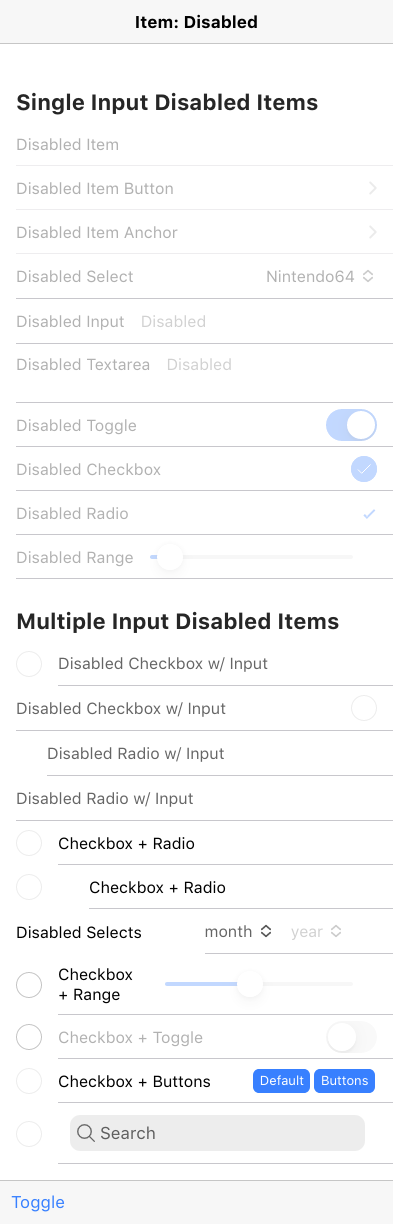 Item: Disabled
Single Input Disabled Items
Disabled Item
Disabled Item Button
Disabled Item Anchor
Disabled Select Nintendo64
Disabled Input Disabled
Disabled Textarea Disabled
Disabled Toggle
Disabled Checkbox
Disabled Radio
Disabled Range
Multiple Input Disabled Items
Disabled Checkbox w/ Input
Disabled Checkbox w/ Input
Disabled Radio w/ Input
Disabled Radio w/ Input
Checkbox + Radio
Checkbox + Radio
Disabled Selects month year
Checkbox
+ Range
Checkbox + Toggle
Checkbox + Buttons Default Buttons
Search
Toggle